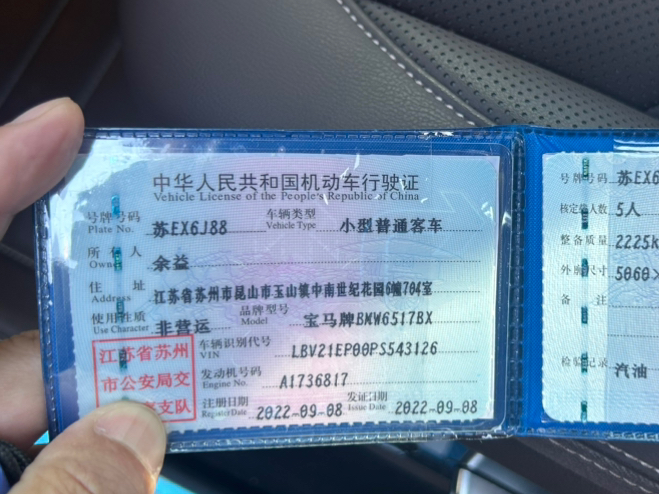 中华人民共和国机动车行驶证
Vehicle License of the People's Republic of China
号牌号码 苏EX6J88 车辆类型 小型普通客车
Plate No. Vehicle Type
所有人 余益
Owner
住址 江苏省苏州市昆山市玉山镇中南世纪花园6幢704室
Address
使用性质 非营运 品牌型号 宝马牌BMW6517BX
Use Character Model
车辆识别代号 LBV21EP00PS543126
VIN
发动机号码 A1736817
Engine No.
注册日期 2022-09-08 发证日期 2022-09-08
Register Date Issue Date
江苏省苏州
市公安局交
支队
号牌号码 苏EX6
核定载人数 5人
整备质量 2225k
外廓尺寸 5060×
备注
检验记录 汽油